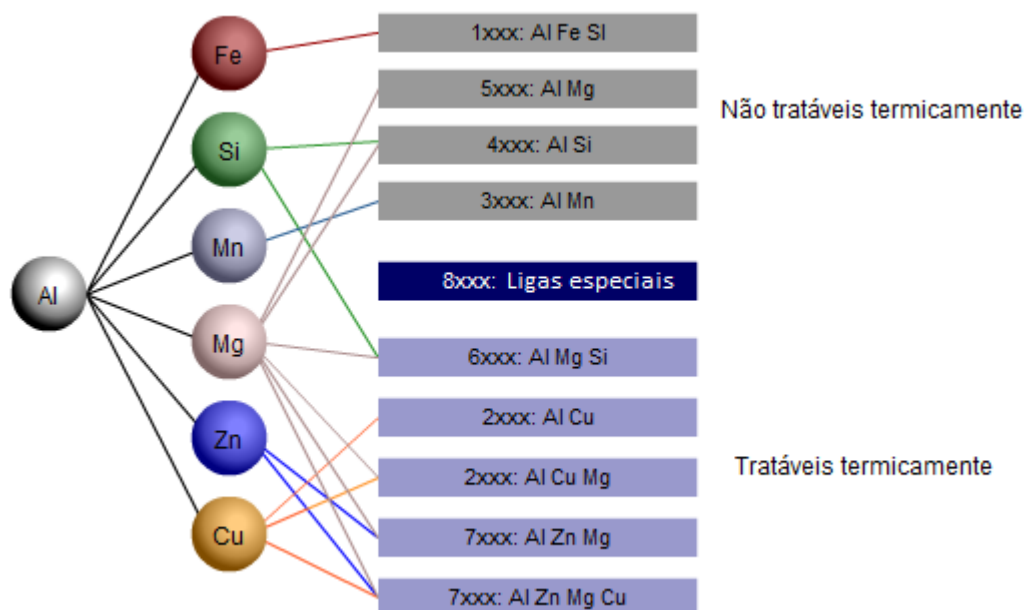 Al
Fe
Si
Mn
Mg
Zn
Cu
1xxx: Al Fe SI
5xxx: Al Mg
4xxx: Al Si
3xxx: Al Mn
8xxx: Ligas especiais
6xxx: Al Mg Si
2xxx: Al Cu
2xxx: Al Cu Mg
7xxx: Al Zn Mg
7xxx: Al Zn Mg Cu
Não tratáveis termicamente
Tratáveis termicamente